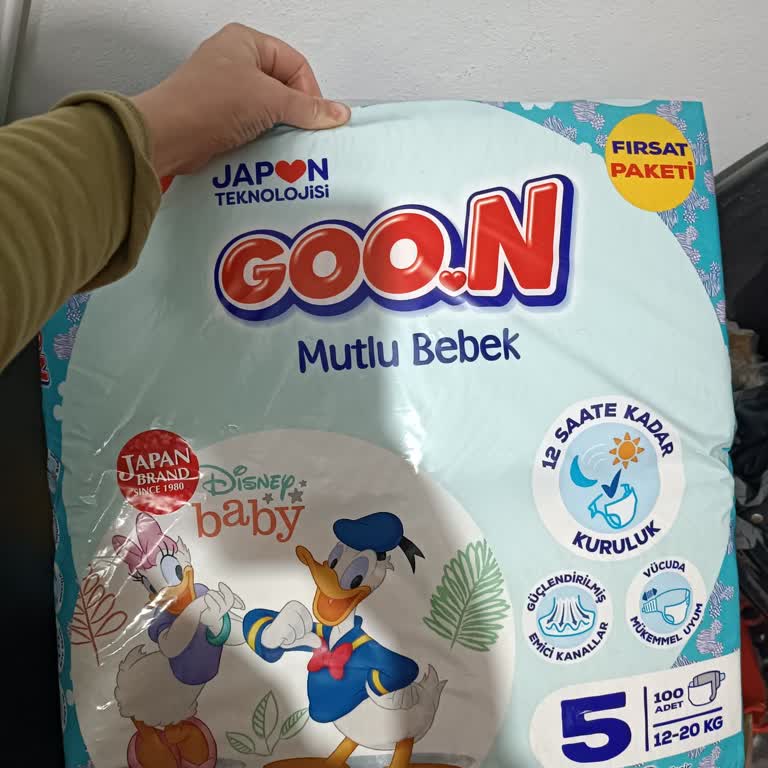 JAPON
TEKNOLOJİSİ
FIRSAT
PAKETİ
GOO.N
Mutlu Bebek
JAPAN
BRAND
SINCE 1980
Disney
baby
12 SAATE KADAR
KURULUK
GÜÇLENDİRİLMİŞ
EMİCİ KANALLAR
VÜCUDA
MÜKEMMEL UYUM
5
100
ADET
12-20 KG